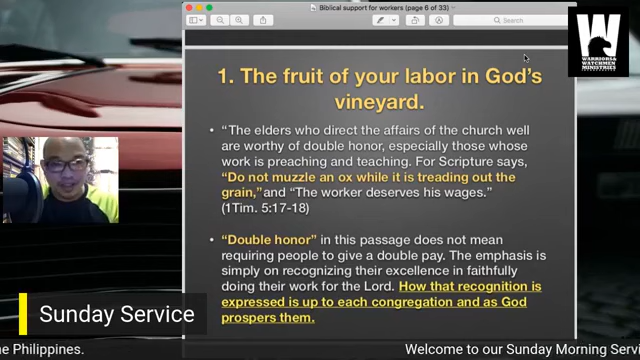 Biblical support for workers (page 6 of 33)
Search
WARRIORS &
WATCHMEN
MINISTRIES
1. The fruit of your labor in God's
vineyard.
• "The elders who direct the affairs of the church well
are worthy of double honor, especially those whose
work is preaching and teaching. For Scripture says,
"Do not muzzle an ox while it is treading out the
grain," and "The worker deserves his wages."
(1Tim. 5:17-18)
• "Double honor" in this passage does not mean
requiring people to give a double pay. The emphasis is
simply on recognizing their excellence in faithfully
doing their work for the Lord. How that recognition is
expressed is up to each congregation and as God
prospers them.
Sunday Service
e Philippines.
Welcome to our Sunday Morning Servi